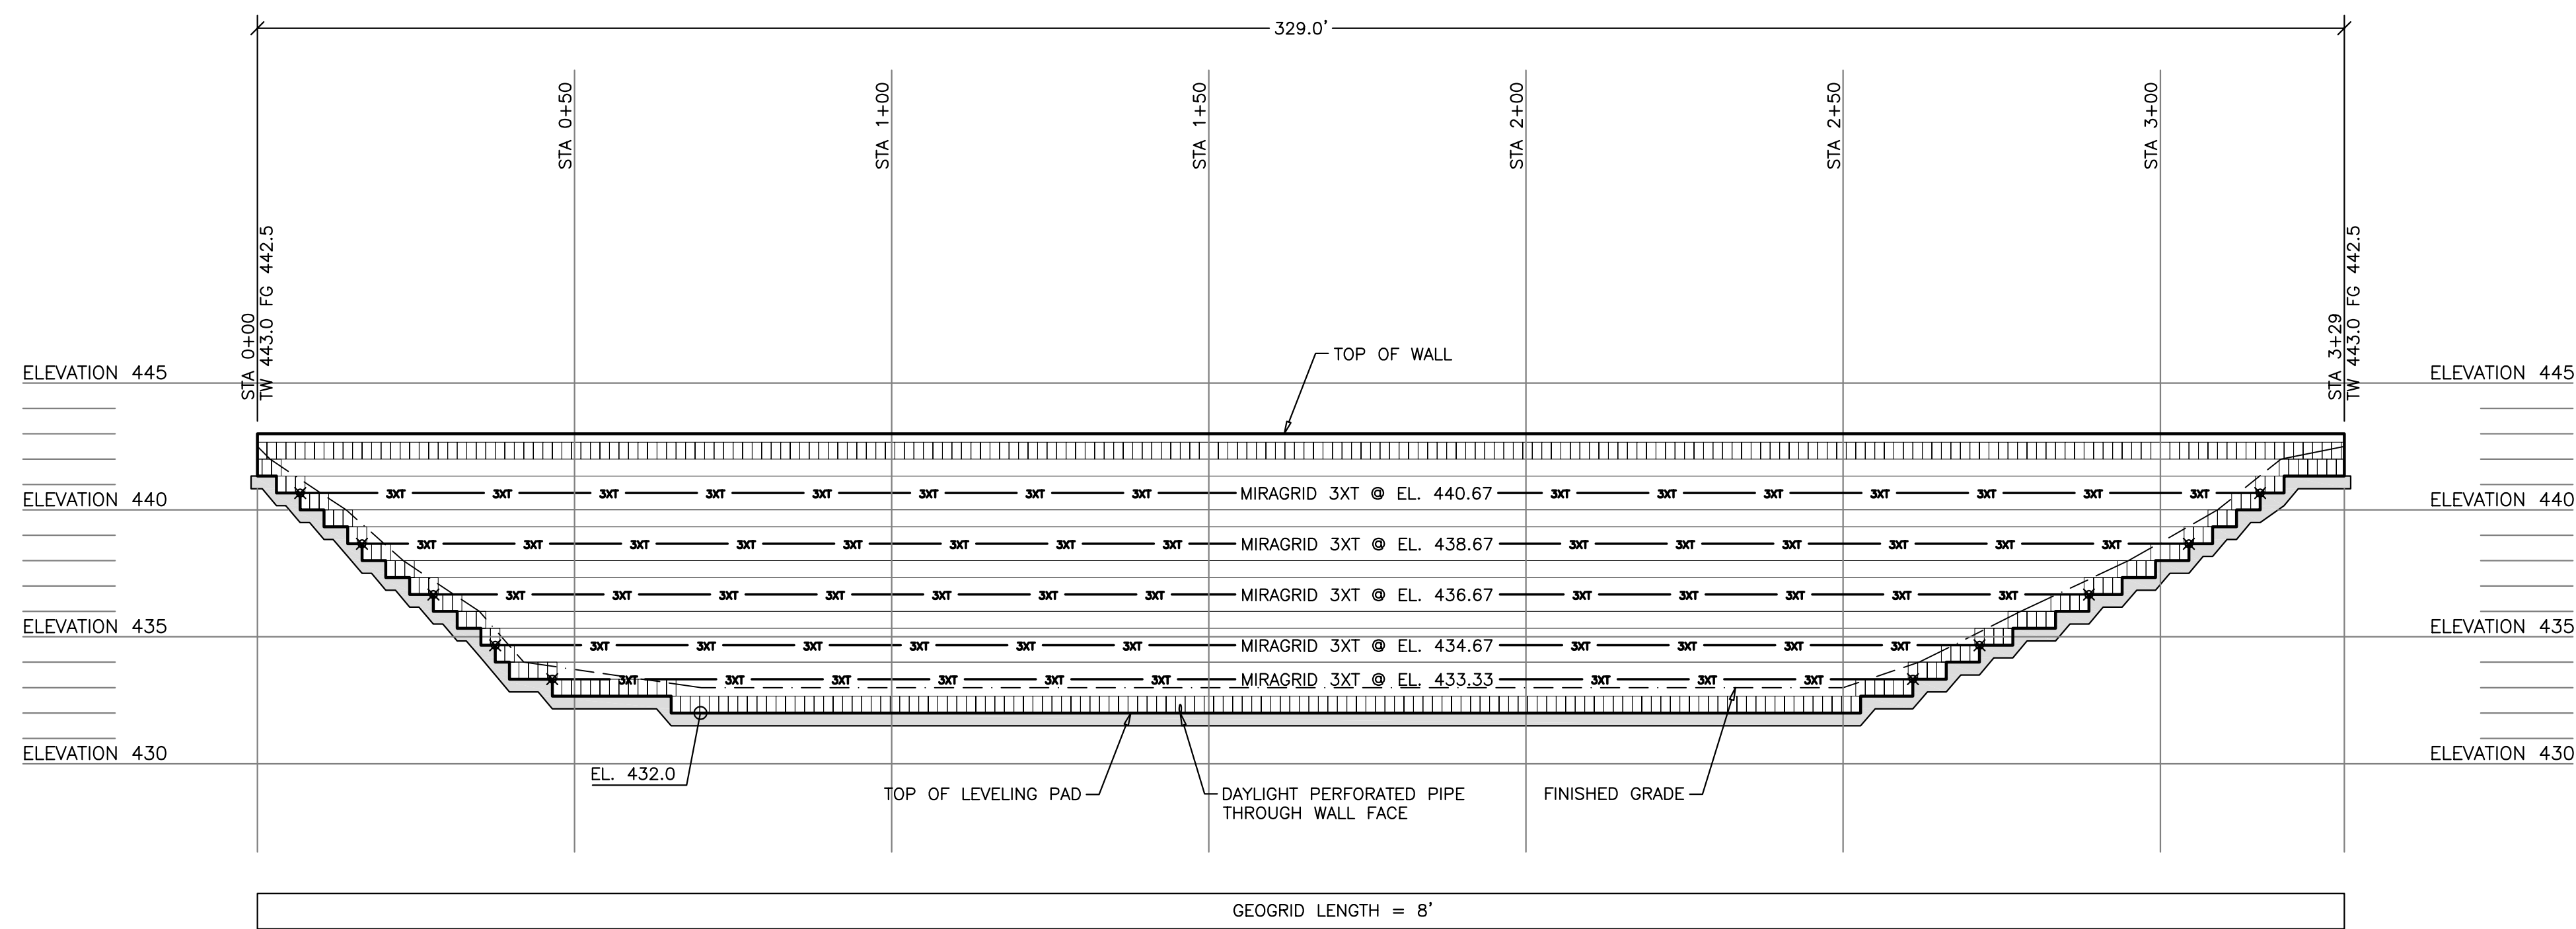 329.0'
STA 0+50
STA 1+00
STA 1+50
STA 2+00
STA 2+50
STA 3+00
STA 0+00
TW 443.0 FG 442.5
STA 3+29
TW 443.0 FG 442.5
TOP OF WALL
ELEVATION 445
ELEVATION 445
3XT 3XT 3XT 3XT 3XT 3XT 3XT 3XT MIRAGRID 3XT @ EL. 440.67 3XT 3XT 3XT 3XT 3XT 3XT 3XT
ELEVATION 440
ELEVATION 440
3XT 3XT 3XT 3XT 3XT 3XT 3XT 3XT MIRAGRID 3XT @ EL. 438.67 3XT 3XT 3XT 3XT 3XT 3XT
3XT 3XT 3XT 3XT 3XT 3XT 3XT MIRAGRID 3XT @ EL. 436.67 3XT 3XT 3XT 3XT 3XT
ELEVATION 435
ELEVATION 435
3XT 3XT 3XT 3XT 3XT 3XT MIRAGRID 3XT @ EL. 434.67 3XT 3XT 3XT 3XT
3XT 3XT 3XT 3XT 3XT 3XT MIRAGRID 3XT @ EL. 433.33 3XT 3XT 3XT
ELEVATION 430
ELEVATION 430
EL. 432.0
TOP OF LEVELING PAD
DAYLIGHT PERFORATED PIPE
THROUGH WALL FACE
FINISHED GRADE
GEOGRID LENGTH = 8'